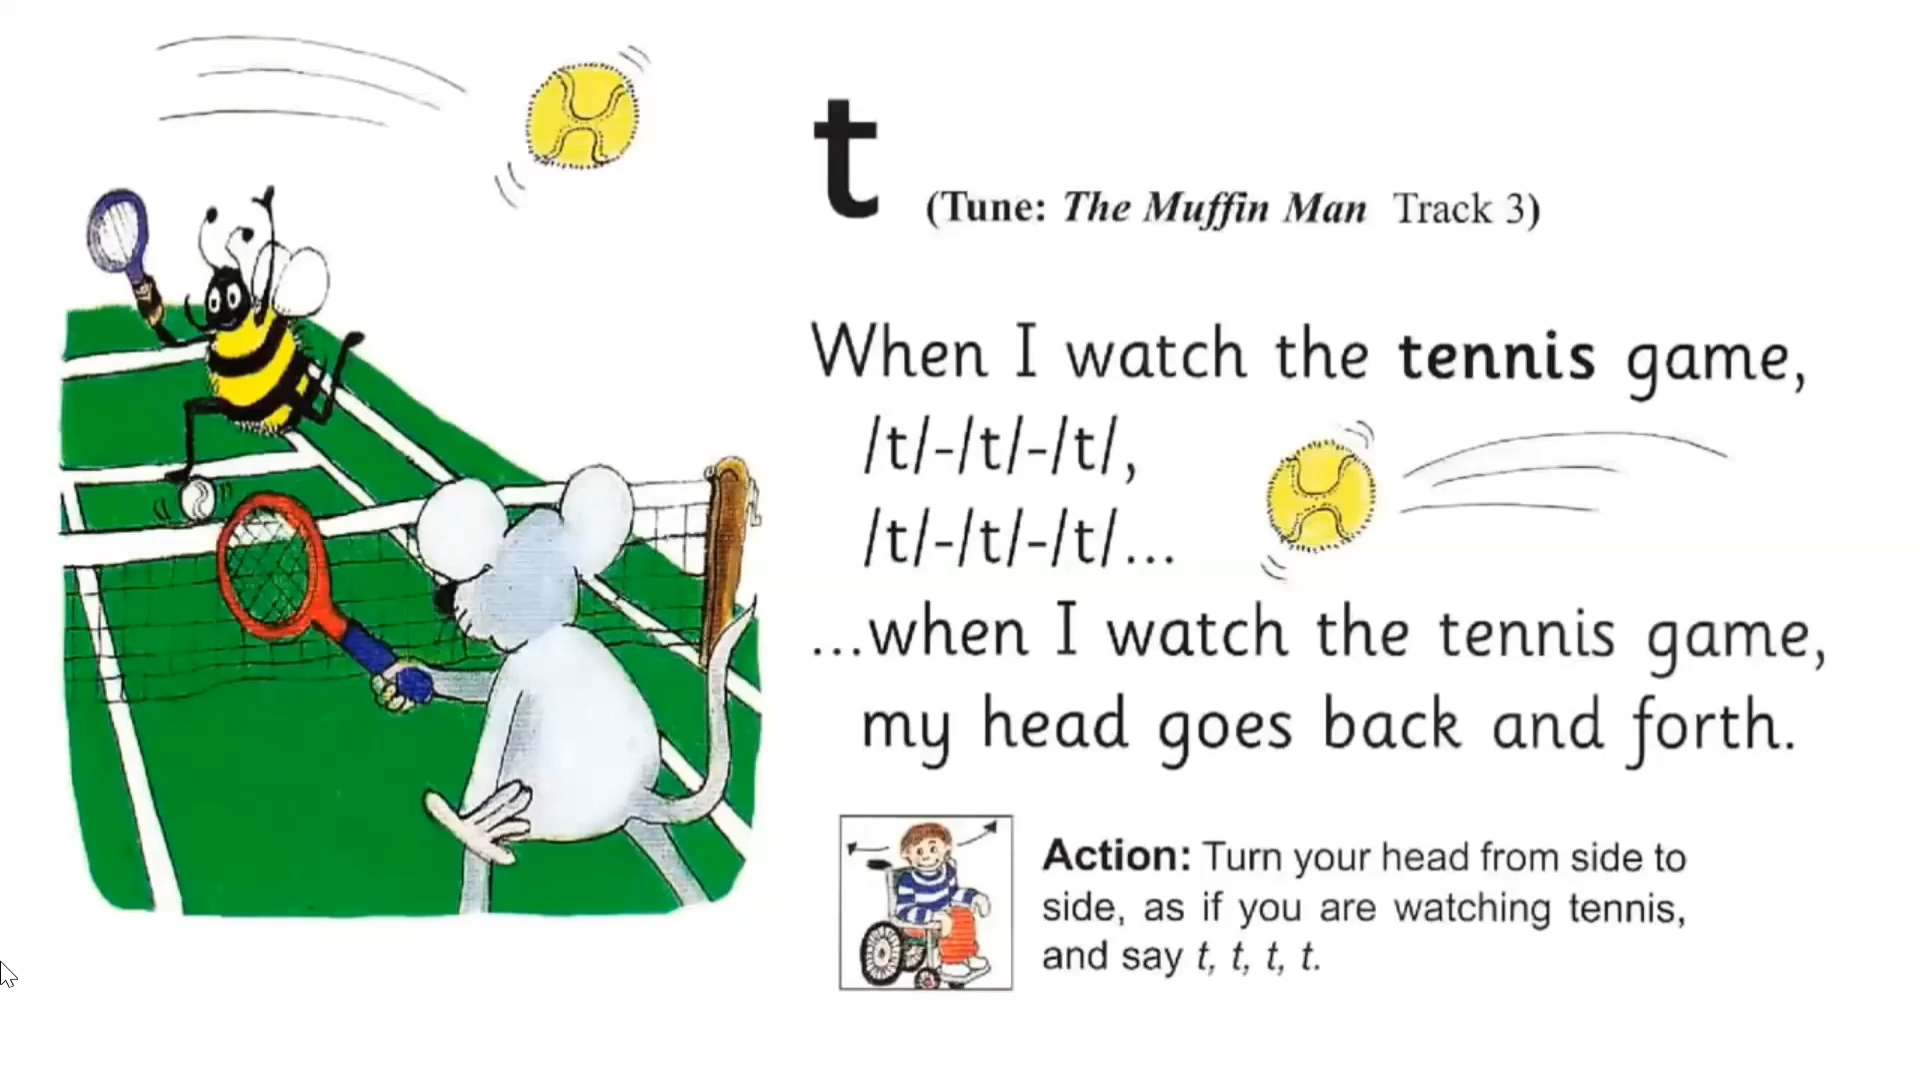 t
(Tune: The Muffin Man Track 3)
When I watch the tennis game,
/t/-/t/-/t/,
/t/-/t/-/t/...
...when I watch the tennis game,
my head goes back and forth.
Action: Turn your head from side to
side, as if you are watching tennis,
and say t, t, t, t.